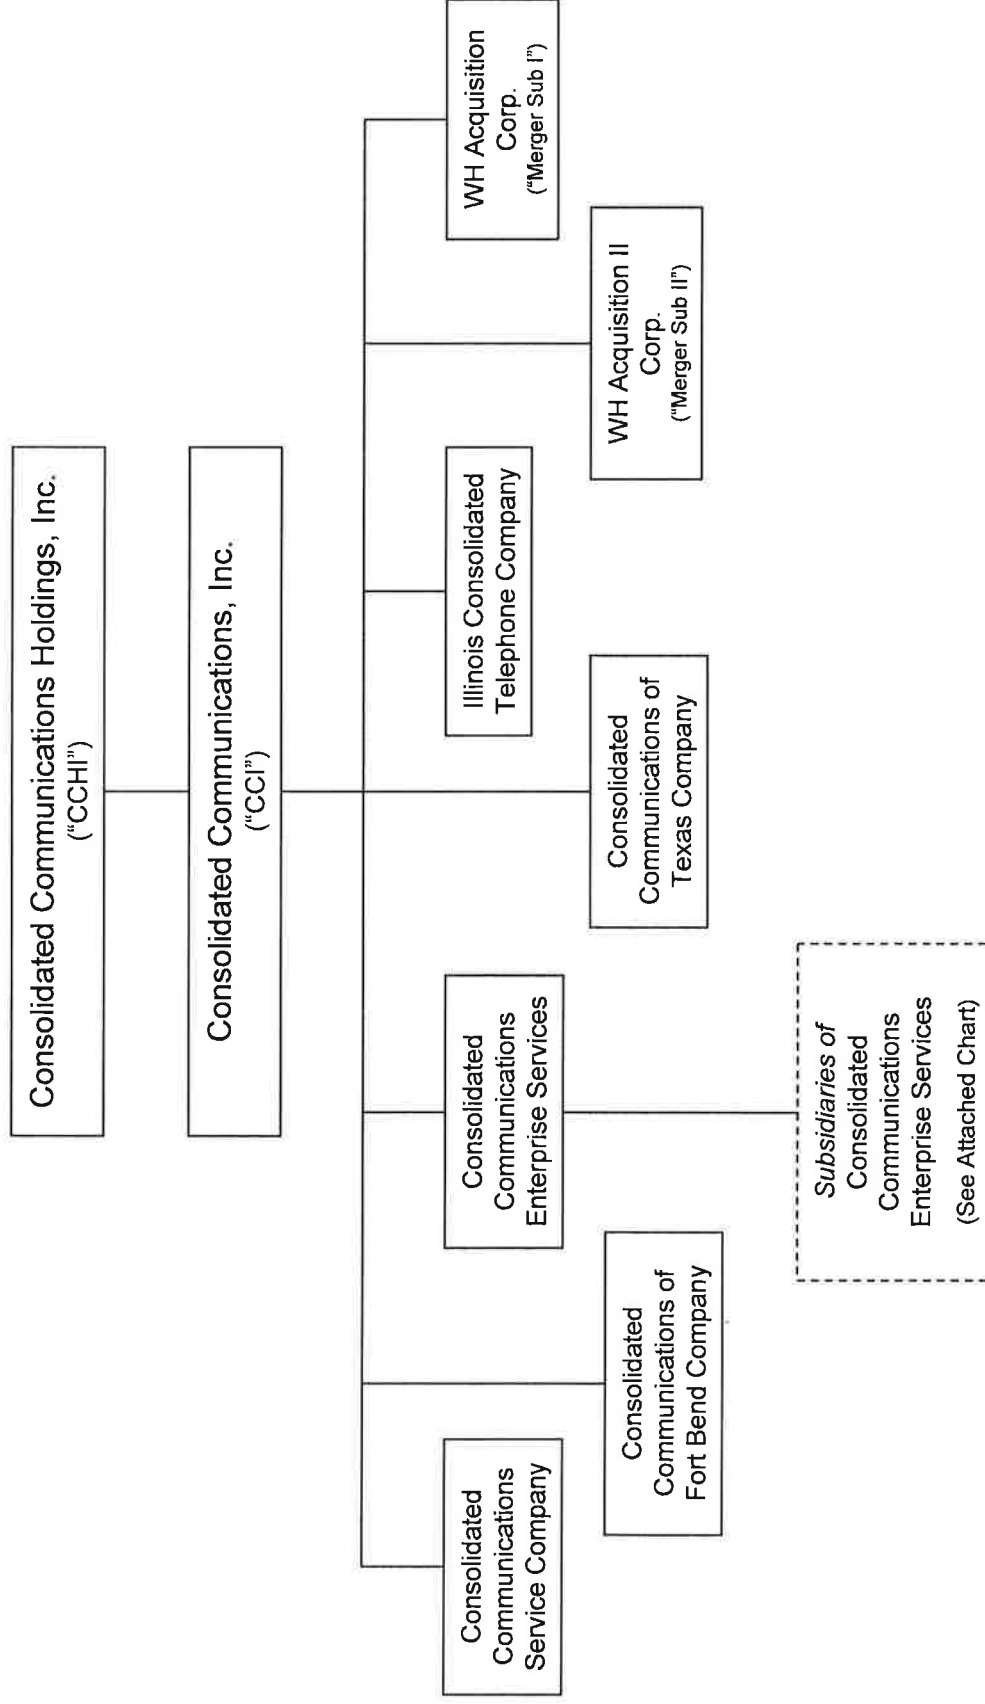 Consolidated Communications Holdings, Inc.
("CCHI")
Consolidated Communications, Inc.
("CCI")
Consolidated
Communications
Service Company
Consolidated
Communications of
Fort Bend Company
Consolidated
Communications
Enterprise Services
Subsidiaries of
Consolidated
Communications
Enterprise Services
(See Attached Chart)
Consolidated
Communications of
Texas Company
Illinois Consolidated
Telephone Company
WH Acquisition II
Corp.
("Merger Sub II")
WH Acquisition
Corp.
("Merger Sub I")